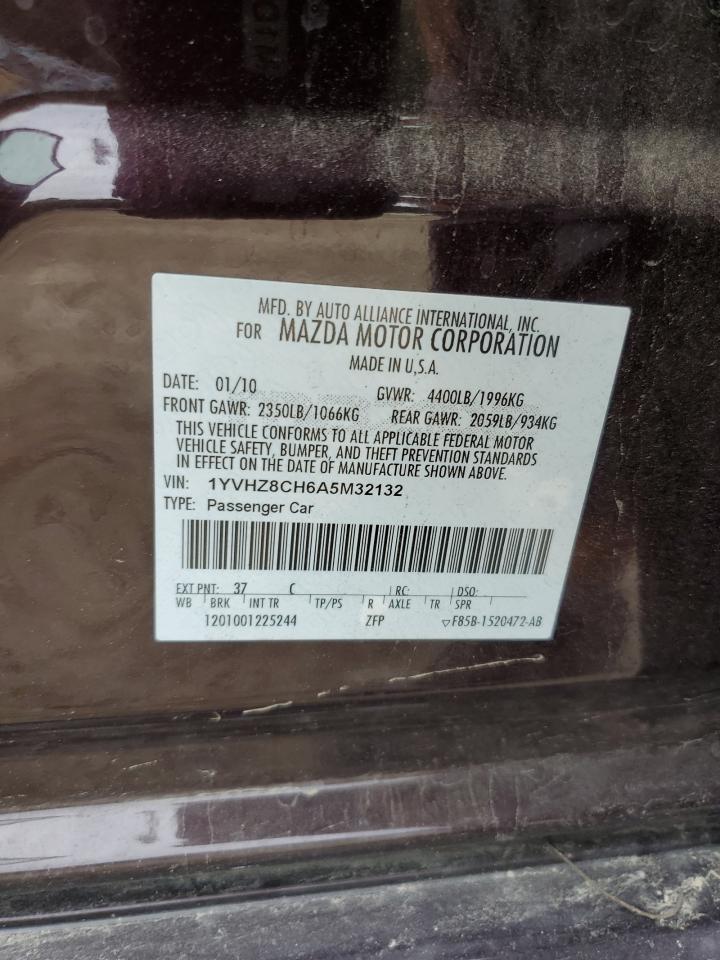 MFD. BY AUTO ALLIANCE INTERNATIONAL, INC.
FOR MAZDA MOTOR CORPORATION
MADE IN U.S.A.
DATE: 01/10 GVWR: 4400LB/1996KG
FRONT GAWR: 2350LB/1066KG REAR GAWR: 2059LB/934KG
THIS VEHICLE CONFORMS TO ALL APPLICABLE FEDERAL MOTOR
VEHICLE SAFETY, BUMPER, AND THEFT PREVENTION STANDARDS
IN EFFECT ON THE DATE OF MANUFACTURE SHOWN ABOVE.
VIN: 1YVHZ8CH6A5M32132
TYPE: Passenger Car
EXT PNT: 37 C RC: DSO:
WB BRK INT TR TP/PS R AXLE TR SPR
1201001225244 ZFP ▽F85B-1520472-AB